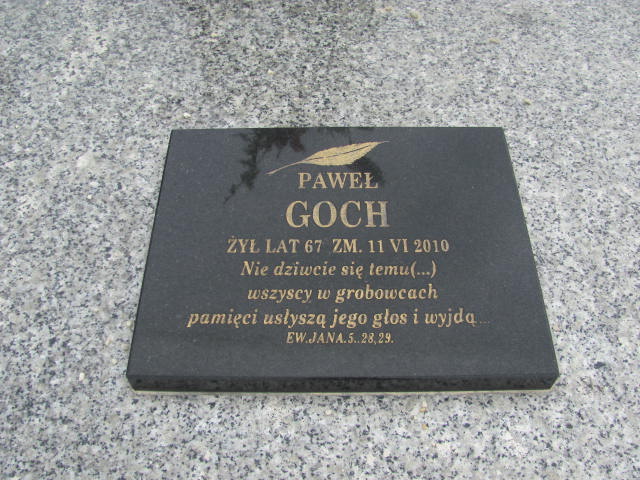 PAWEŁ
GOCH
ŻYŁ LAT 67 ZM. 11 VI 2010
Nie dziwcie się temu(...)
wszyscy w grobowcach
pamięci usłyszą jego głos i wyjdą....
EW.JANA.5..28,29.